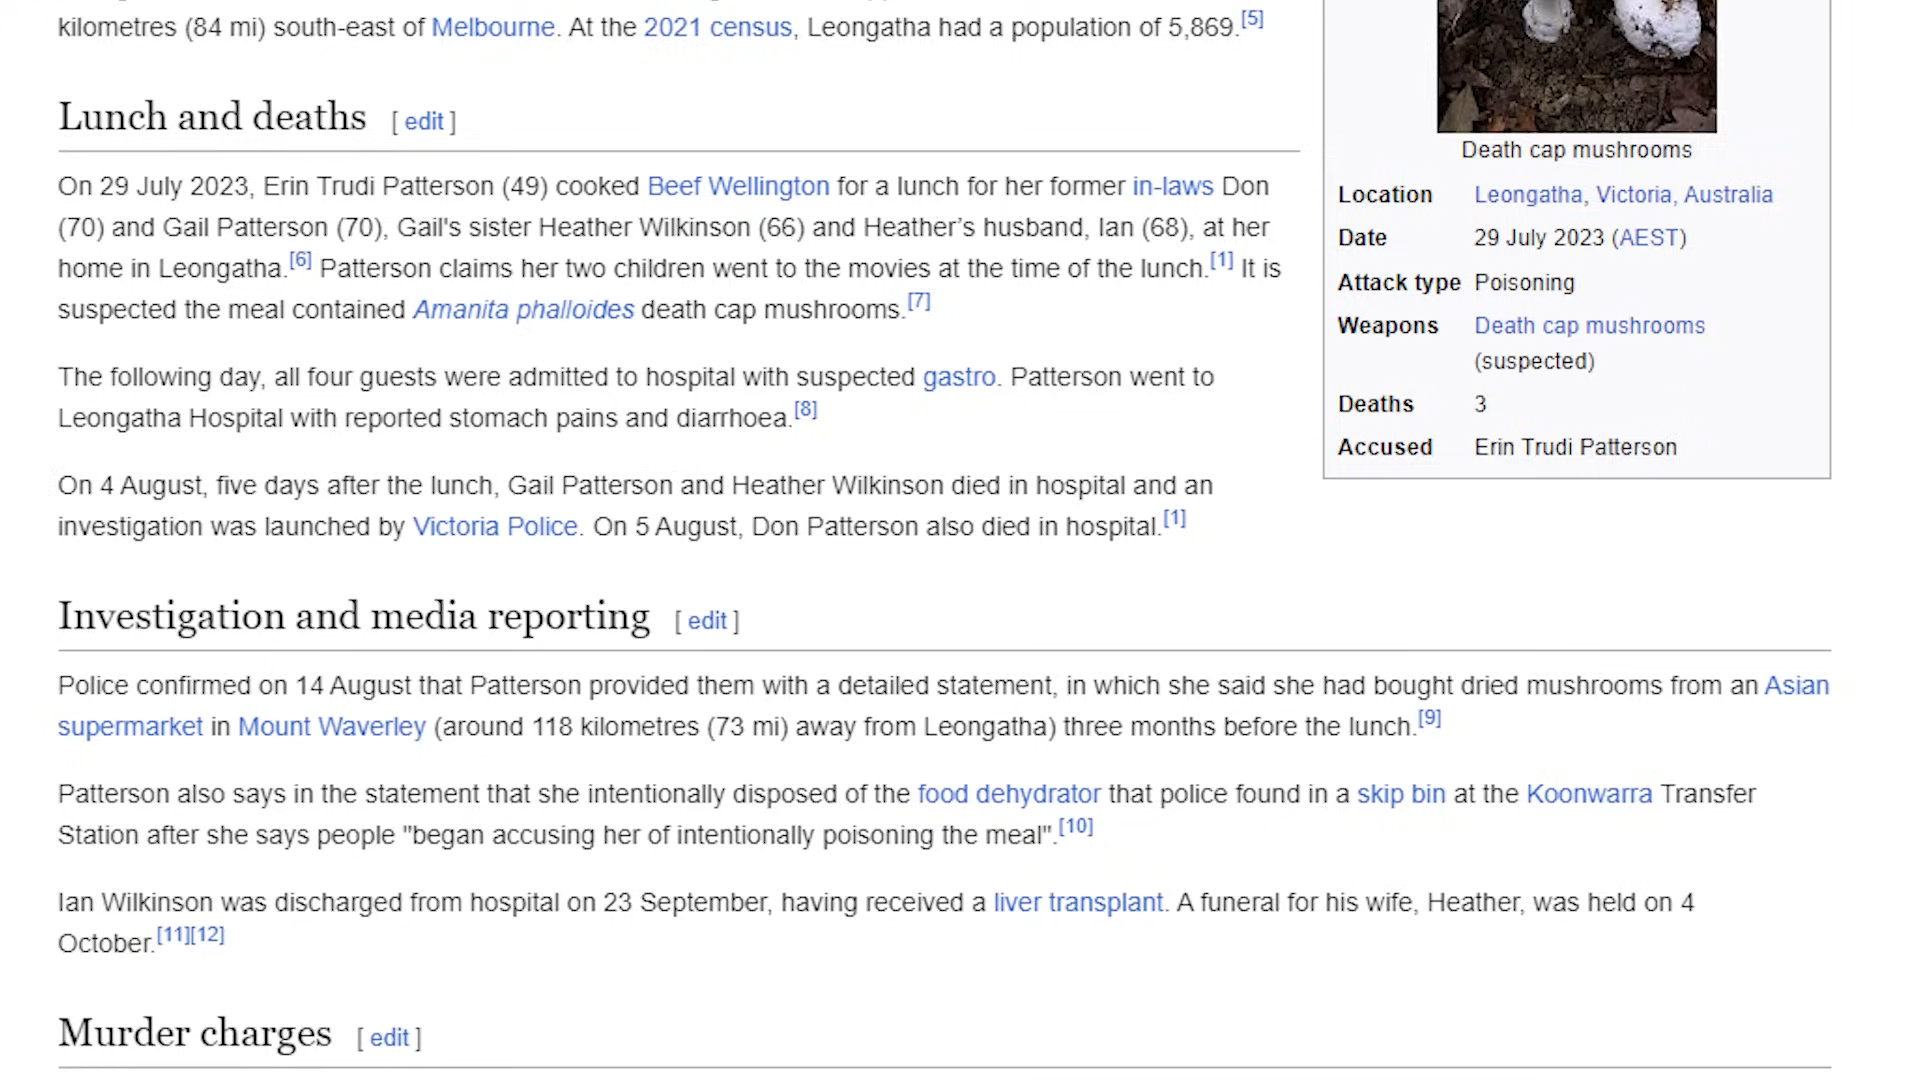 kilometres (84 mi) south-east of Melbourne. At the 2021 census, Leongatha had a population of 5,869.[5]
Lunch and deaths [ edit ]
On 29 July 2023, Erin Trudi Patterson (49) cooked Beef Wellington for a lunch for her former in-laws Don
(70) and Gail Patterson (70), Gail's sister Heather Wilkinson (66) and Heather’s husband, Ian (68), at her
home in Leongatha.[6] Patterson claims her two children went to the movies at the time of the lunch.[1] It is
suspected the meal contained Amanita phalloides death cap mushrooms.[7]
The following day, all four guests were admitted to hospital with suspected gastro. Patterson went to
Leongatha Hospital with reported stomach pains and diarrhoea.[8]
On 4 August, five days after the lunch, Gail Patterson and Heather Wilkinson died in hospital and an
investigation was launched by Victoria Police. On 5 August, Don Patterson also died in hospital.[1]
Death cap mushrooms
Location Leongatha, Victoria, Australia
Date 29 July 2023 (AEST)
Attack type Poisoning
Weapons Death cap mushrooms
(suspected)
Deaths 3
Accused Erin Trudi Patterson
Investigation and media reporting [ edit ]
Police confirmed on 14 August that Patterson provided them with a detailed statement, in which she said she had bought dried mushrooms from an Asian
supermarket in Mount Waverley (around 118 kilometres (73 mi) away from Leongatha) three months before the lunch.[9]
Patterson also says in the statement that she intentionally disposed of the food dehydrator that police found in a skip bin at the Koonwarra Transfer
Station after she says people "began accusing her of intentionally poisoning the meal".[10]
Ian Wilkinson was discharged from hospital on 23 September, having received a liver transplant. A funeral for his wife, Heather, was held on 4
October.[11][12]
Murder charges [ edit ]